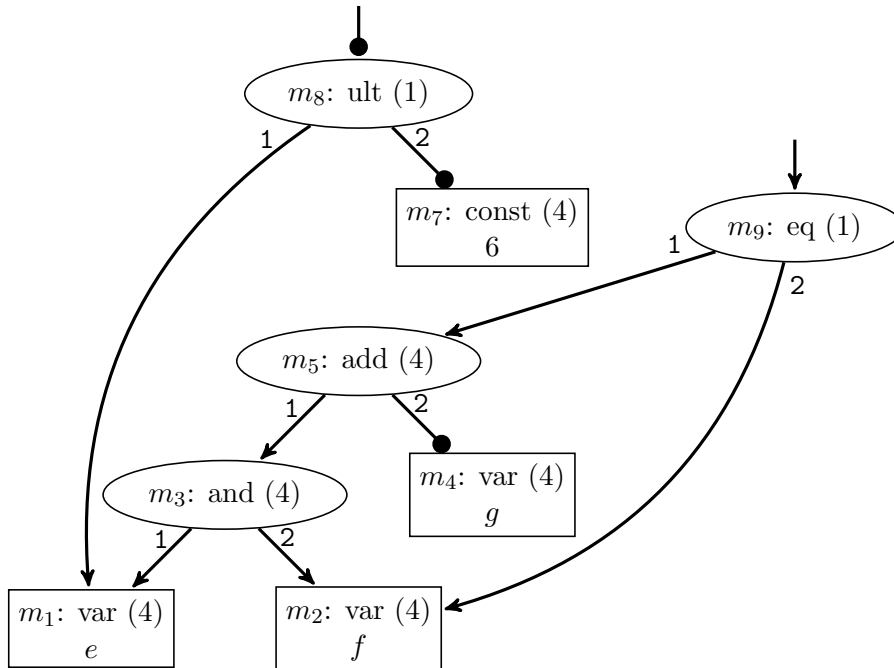 m₈: ult (1)
1
2
m₇: const (4)
6
m₉: eq (1)
1
2
m₅: add (4)
1
2
m₃: and (4)
m₄: var (4)
g
1
2
m₁: var (4)
e
m₂: var (4)
f